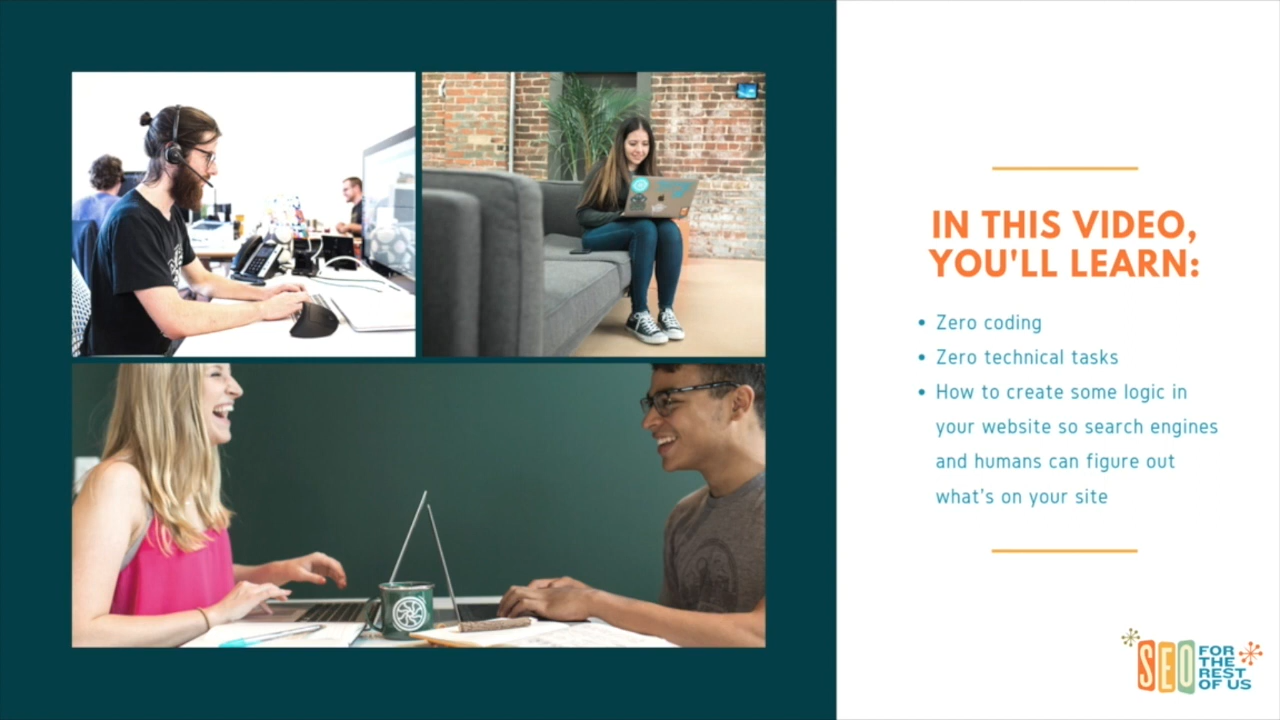 IN THIS VIDEO,
YOU'LL LEARN:
• Zero coding
• Zero technical tasks
• How to create some logic in
your website so search engines
and humans can figure out
what's on your site
SEO
FOR
THE
REST
OF US